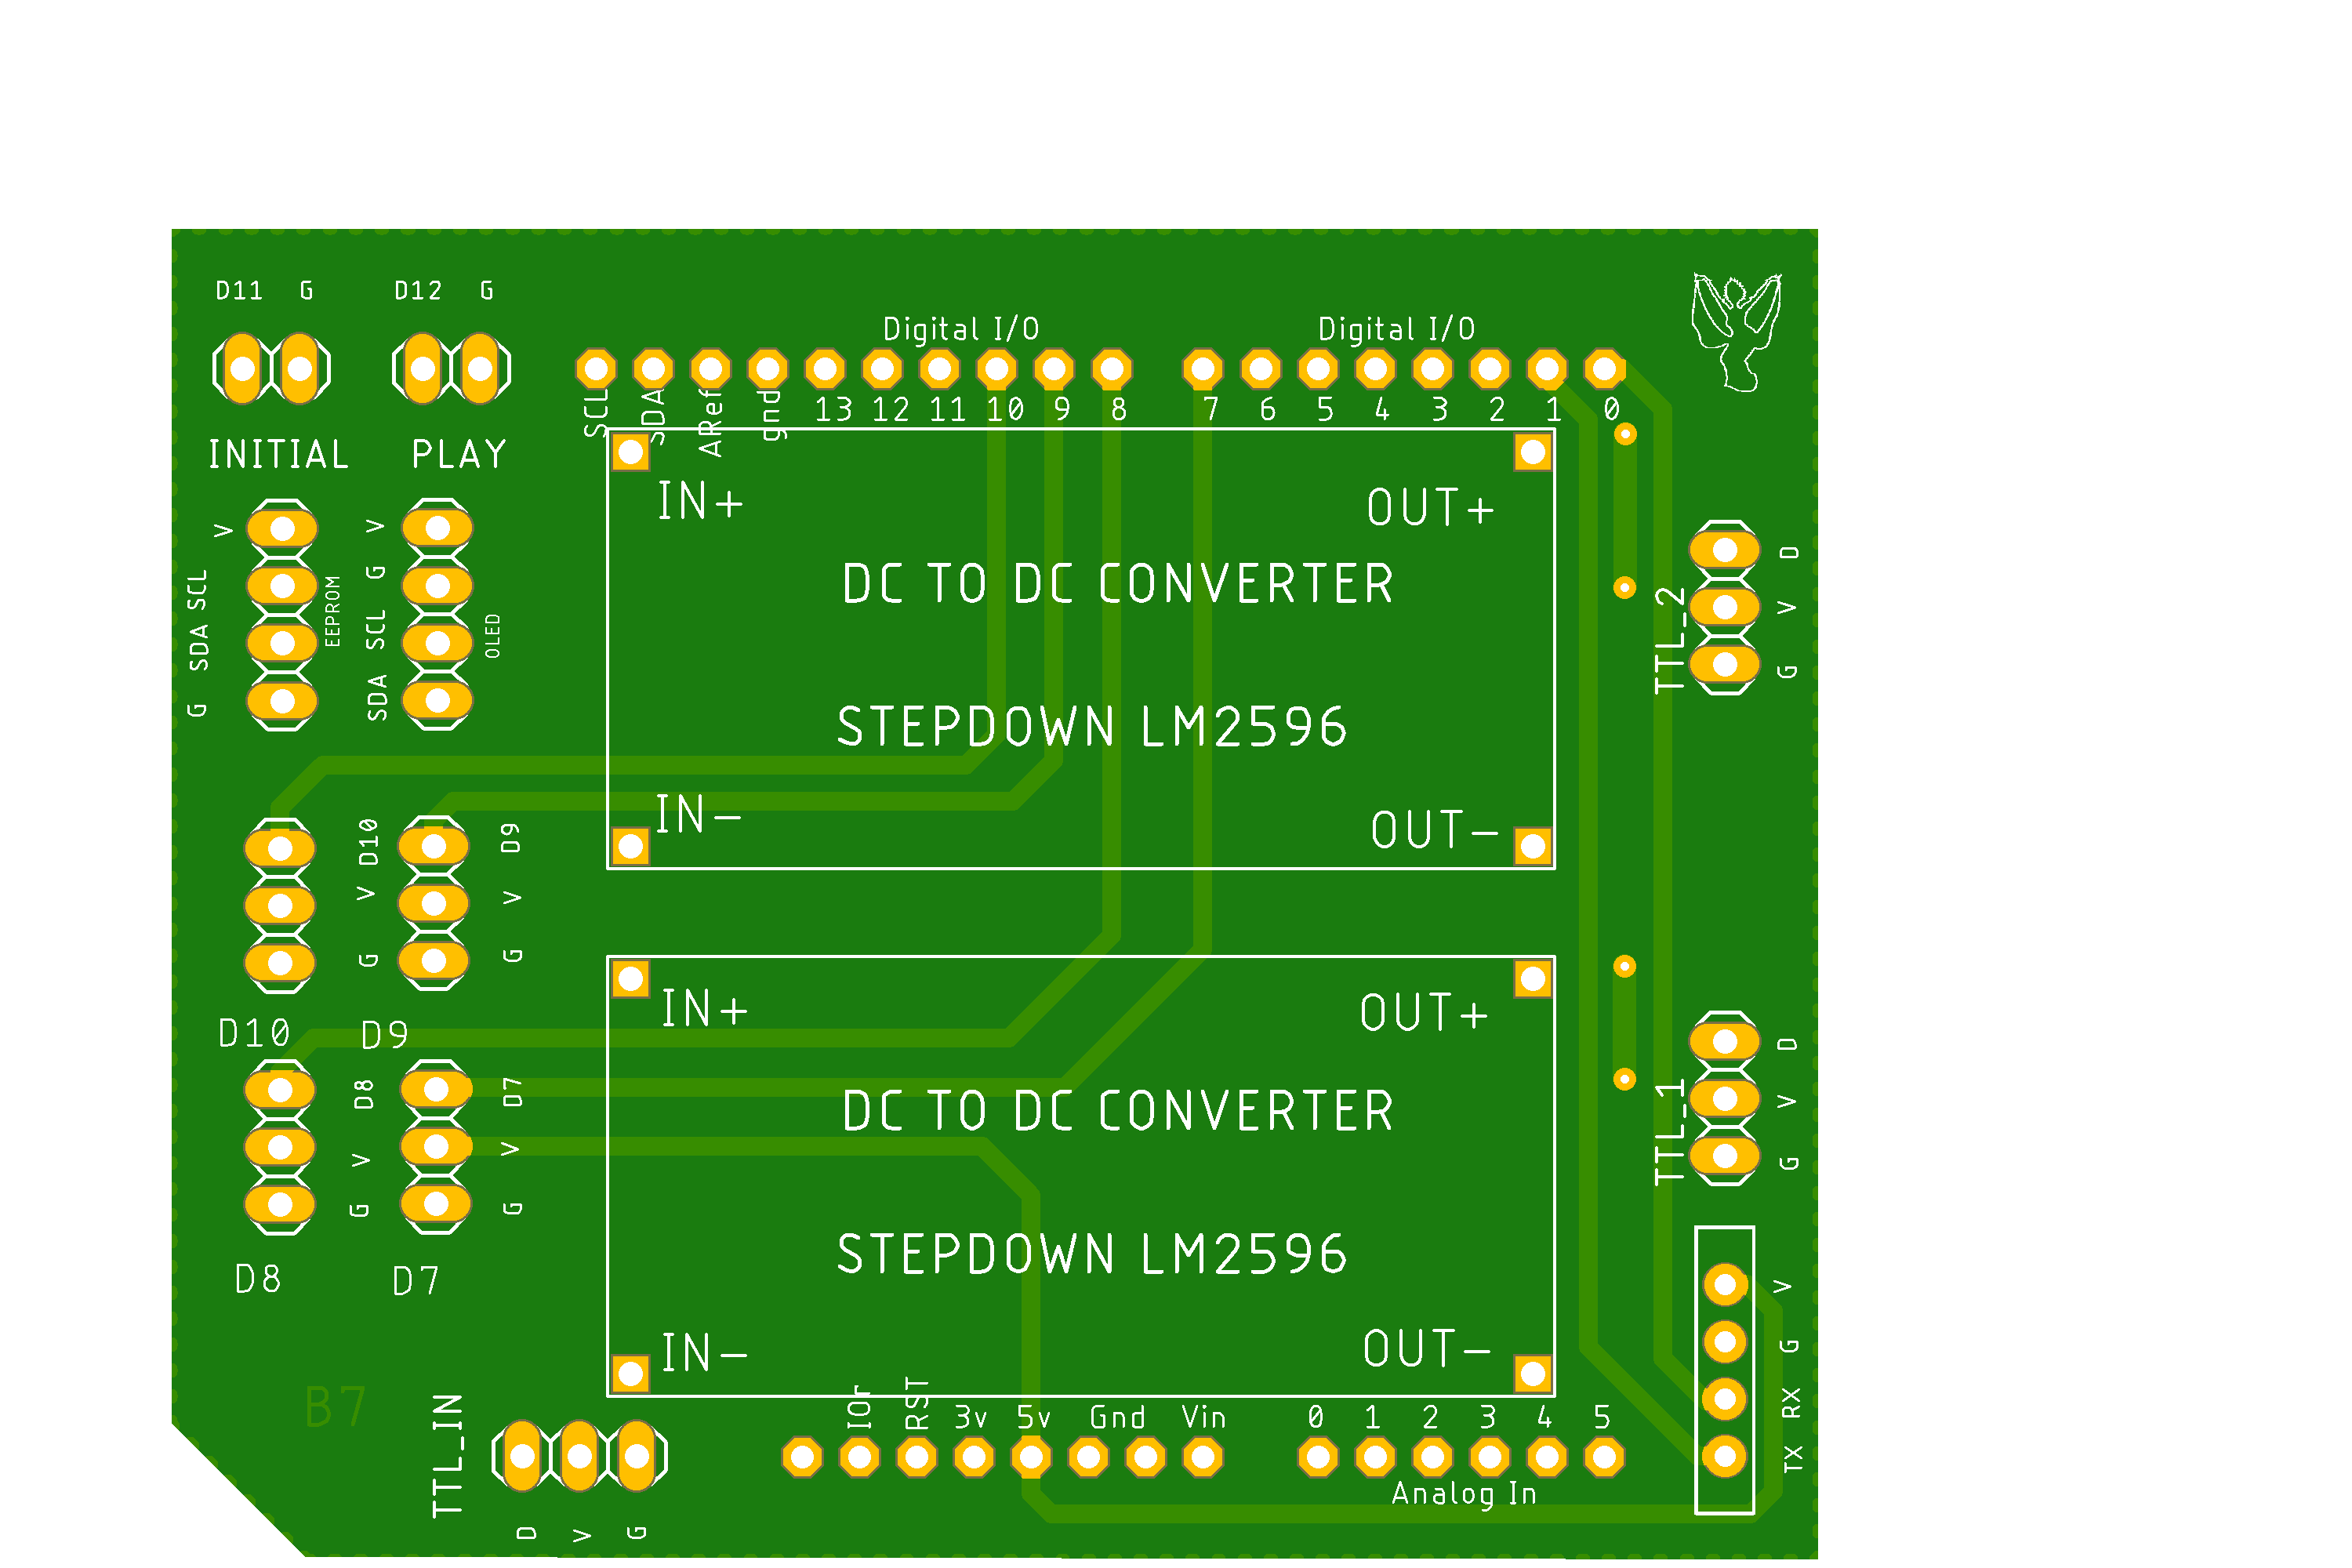 D11 G D12 G
Digital I/O Digital I/O
SCL SDA ARef gnd 13 12 11 10 9 8 7 6 5 4 3 2 1 0
INITIAL PLAY
V
SCL
SDA
G
EEPROM
V
G
SCL
SDA
OLED
IN+ OUT+
DC TO DC CONVERTER
STEPDOWN LM2596
IN- OUT-
D
V
G
TTL_2
D10
V
G
D9
V
G
D10 D9
D8
V
G
D7
V
G
D8 D7
IN+ OUT+
DC TO DC CONVERTER
STEPDOWN LM2596
IN- OUT-
D
V
G
TTL_1
V
G
RX
TX
B7
TTL_IN
D V G
IOr RST 3v 5v Gnd Vin 0 1 2 3 4 5
Analog In